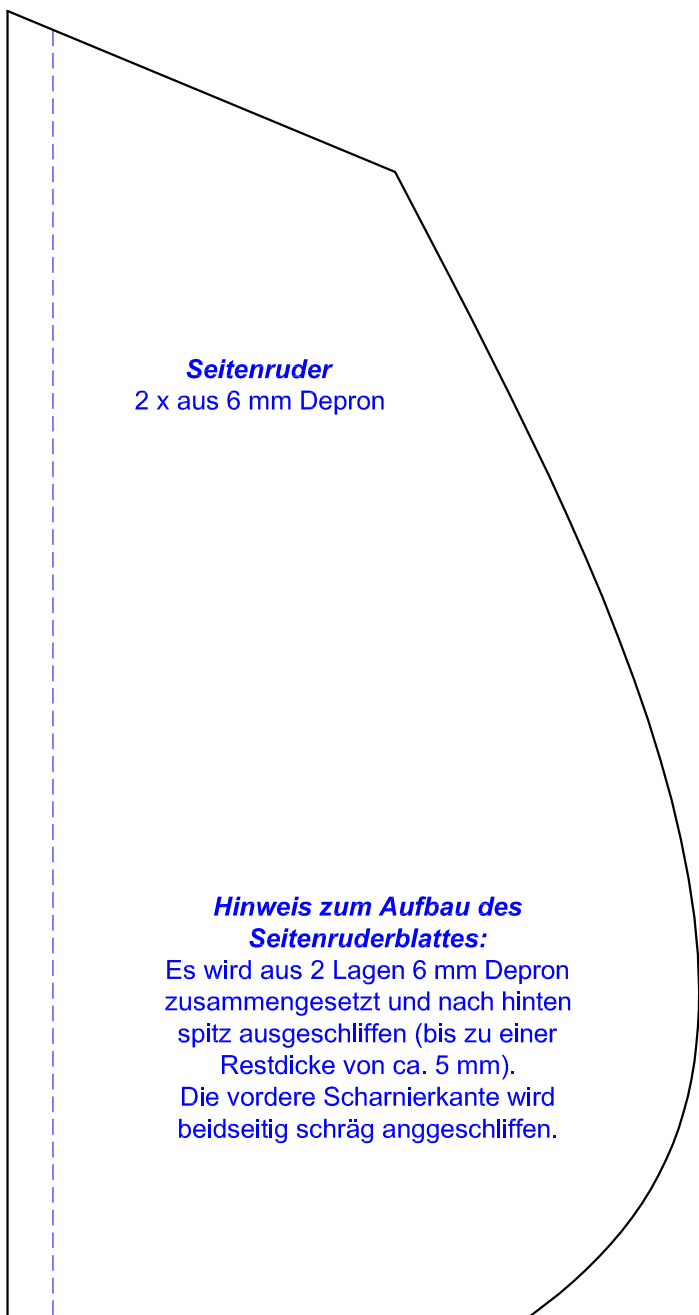 Seitenruder
2 x aus 6 mm Depron
Hinweis zum Aufbau des
Seitenruderblattes:
Es wird aus 2 Lagen 6 mm Depron
zusammengesetzt und nach hinten
spitz ausgeschliffen (bis zu einer
Restdicke von ca. 5 mm).
Die vordere Scharnierkante wird
beidseitig schräg anggeschliffen.